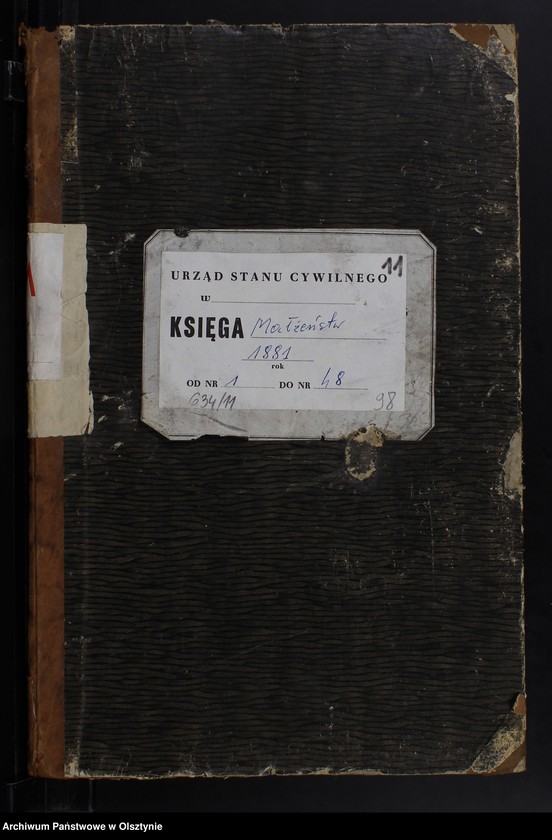 11
URZĄD STANU CYWILNEGO
w
KSIĘGA Małżeństw
1881
rok
OD NR 1 DO NR 48
634/11
98
Archiwum Państwowe w Olsztynie